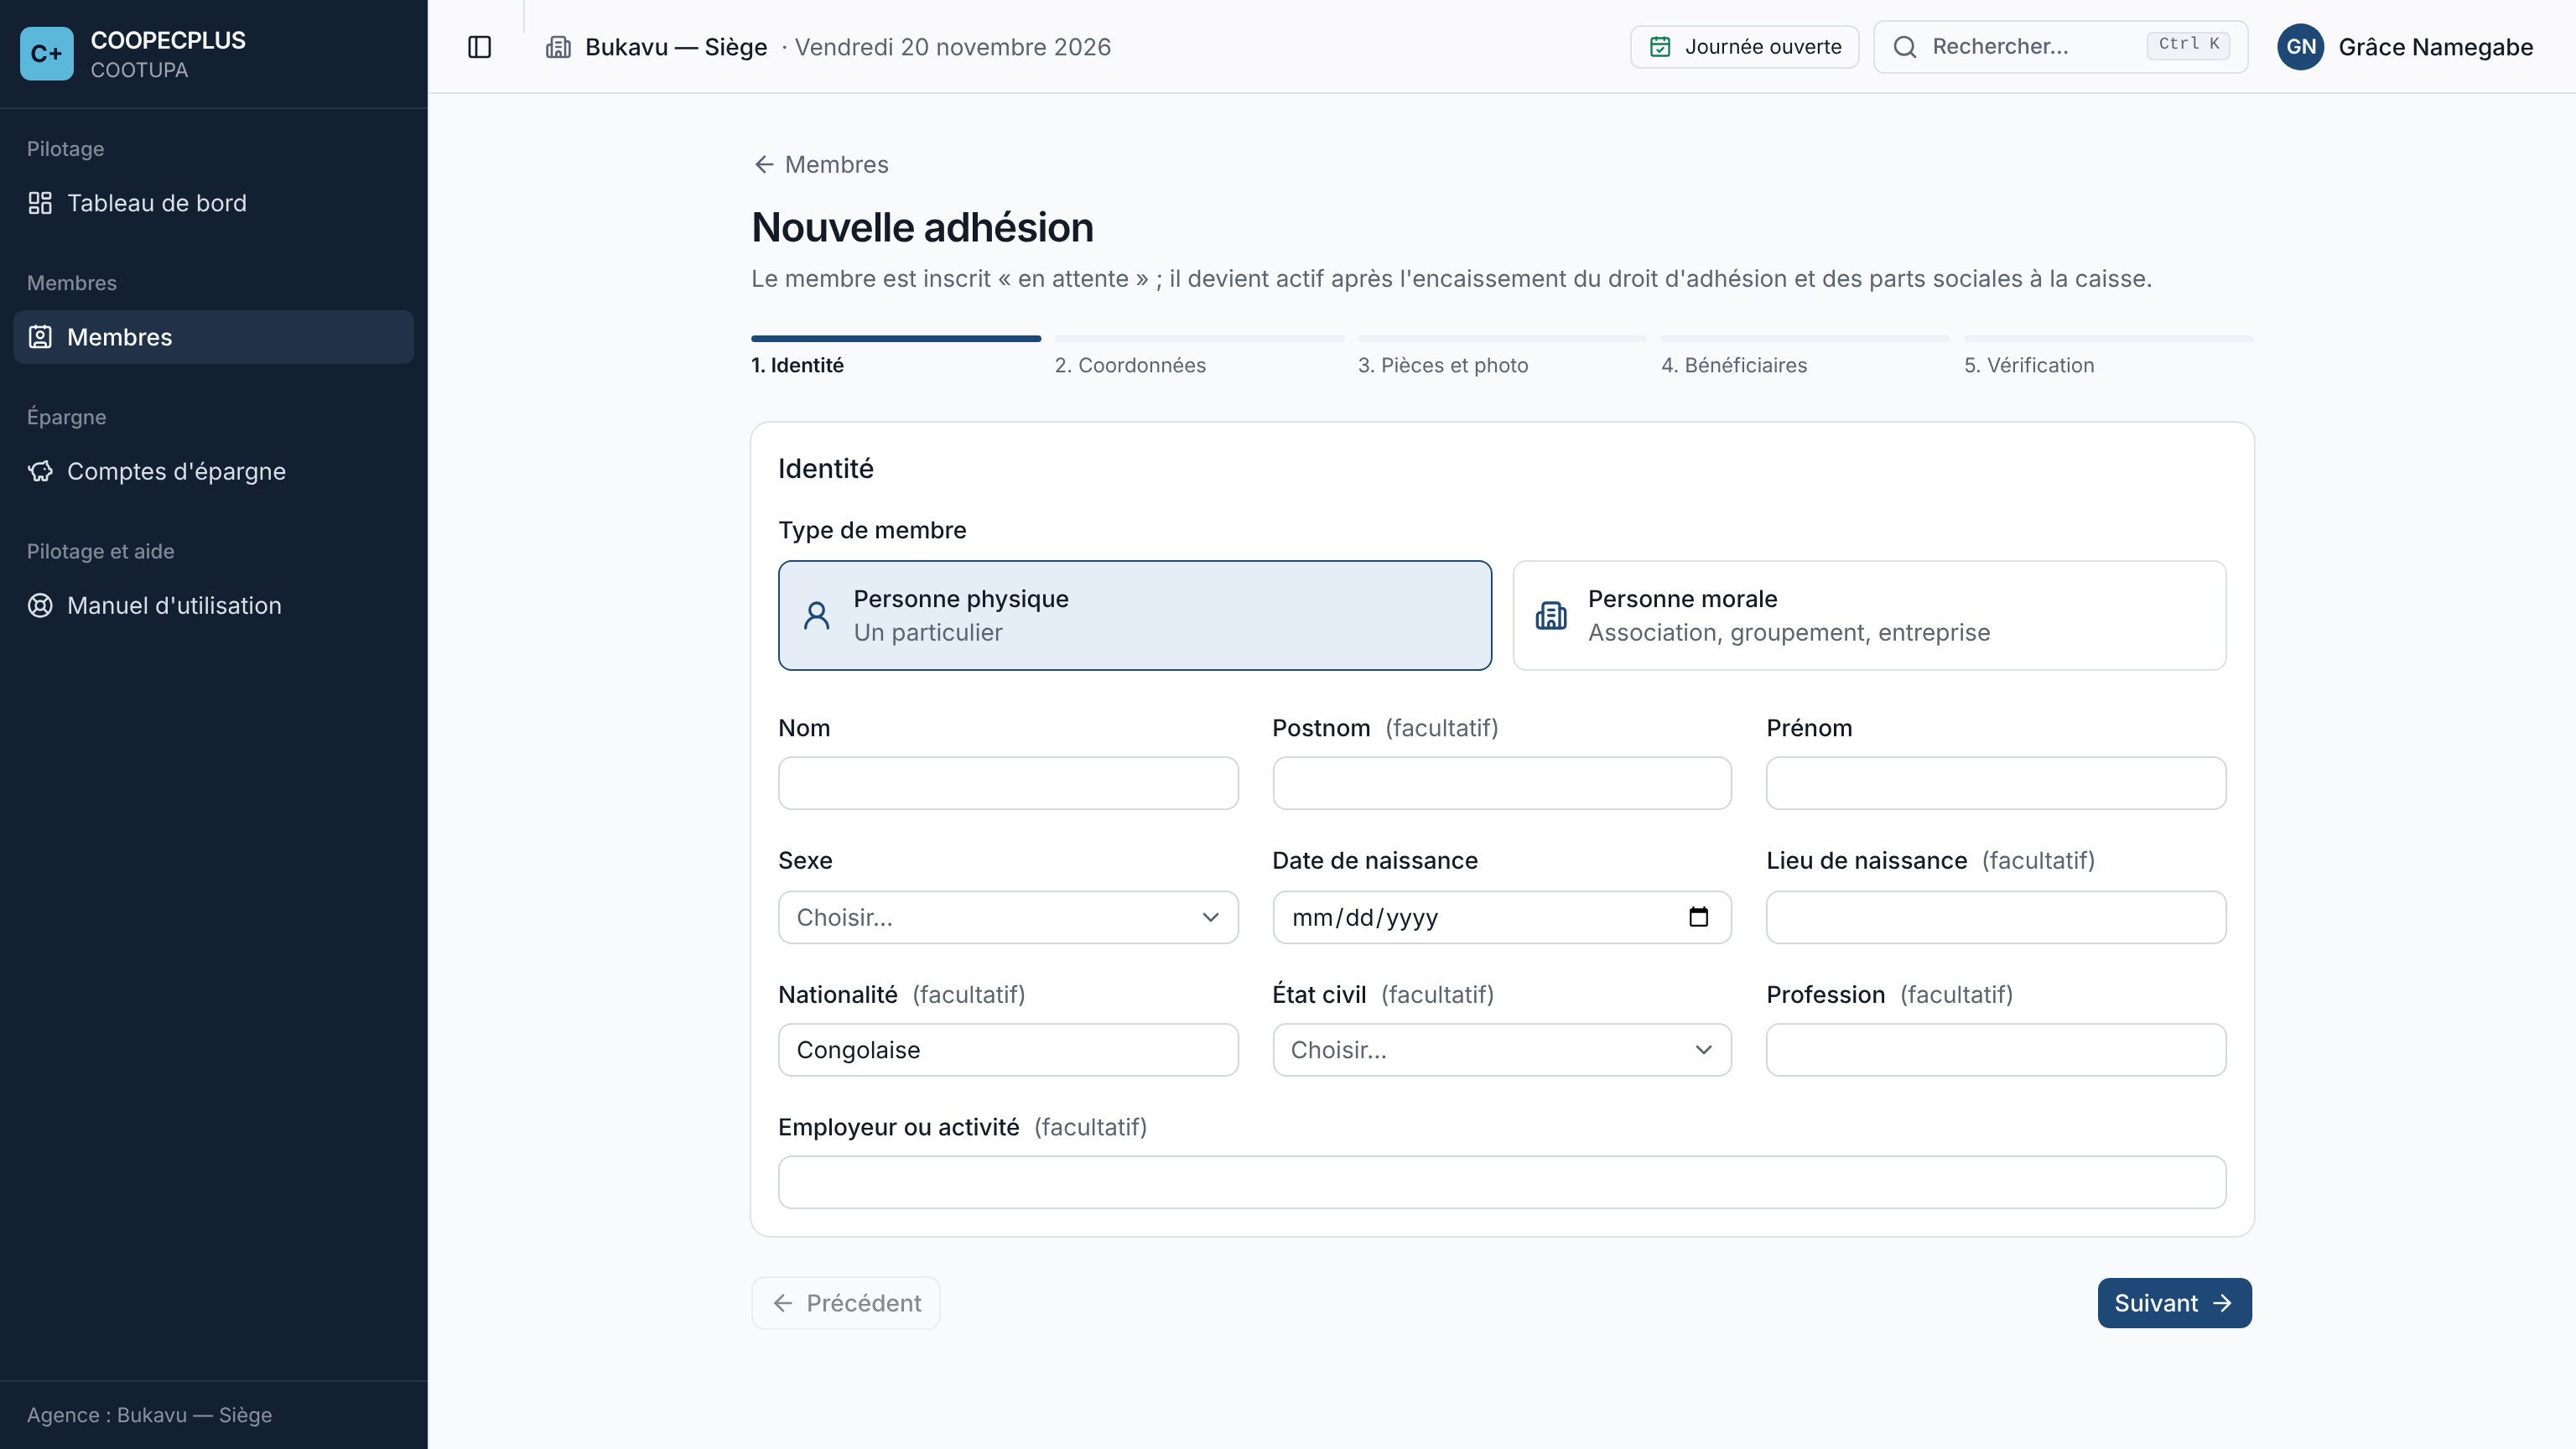 C+
COOPECPLUS
COOTUPA
Pilotage
Tableau de bord
Membres
Membres
Épargne
Comptes d'épargne
Pilotage et aide
Manuel d'utilisation
Agence : Bukavu — Siège
Bukavu — Siège · Vendredi 20 novembre 2026
Journée ouverte
Rechercher...
Ctrl K
GN
Grâce Namegabe
Membres
Nouvelle adhésion
Le membre est inscrit « en attente » ; il devient actif après l'encaissement du droit d'adhésion et des parts sociales à la caisse.
1. Identité
2. Coordonnées
3. Pièces et photo
4. Bénéficiaires
5. Vérification
Identité
Type de membre
Personne physique
Un particulier
Personne morale
Association, groupement, entreprise
Nom
Postnom (facultatif)
Prénom
Sexe
Date de naissance
Lieu de naissance (facultatif)
Choisir...
mm/dd/yyyy
Nationalité (facultatif)
État civil (facultatif)
Profession (facultatif)
Congolaise
Choisir...
Employeur ou activité (facultatif)
Précédent
Suivant